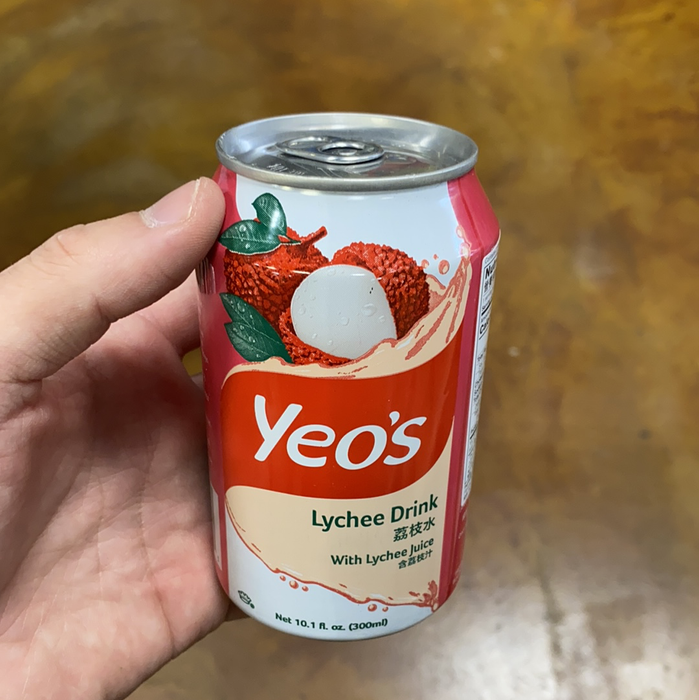 Yeo's
Lychee Drink
荔枝水
With Lychee Juice
含荔枝汁
Net 10.1 fl. oz. (300ml)